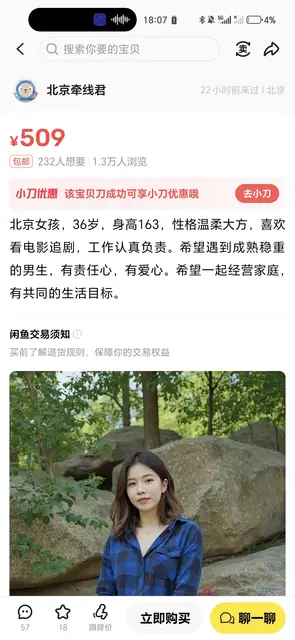 18:07
4%
搜索你要的宝贝
卖
北京牵线君
22小时前来过 | 北京
¥509
包邮 232人想要 1.3万人浏览
小刀优惠 该宝贝刀成功可享小刀优惠哦 去小刀
北京女孩，36岁，身高163，性格温柔大方，喜欢
看电影追剧，工作认真负责。希望遇到成熟稳重
的男生，有责任心，有爱心。希望一起经营家庭，
有共同的生活目标。
闲鱼交易须知
买前了解退货规则，保障你的交易权益
57
18
蹲降价
立即购买
聊一聊